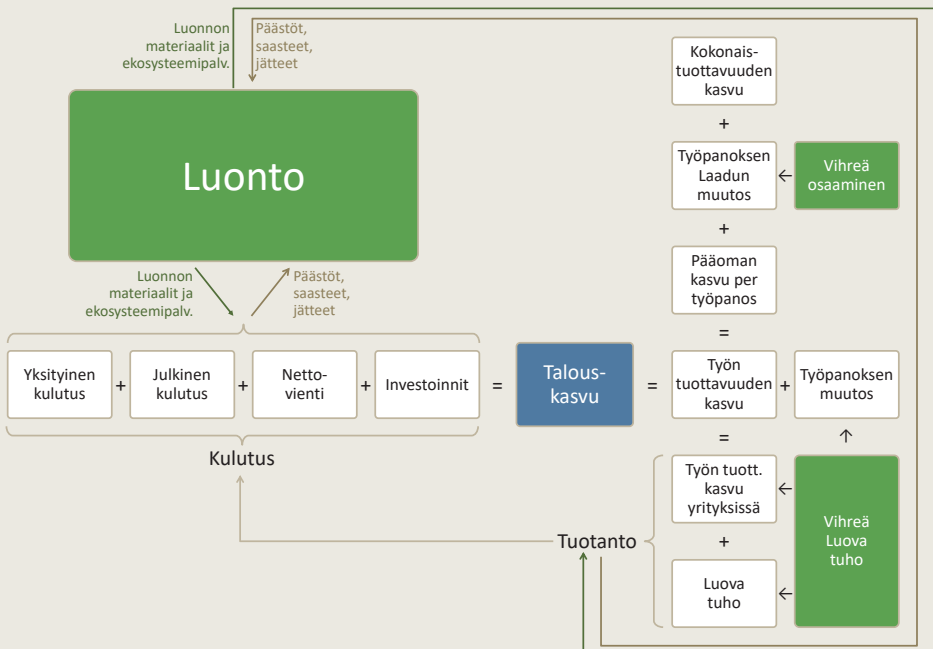 Luonnon
materiaalit ja
ekosysteemipalv.
Päästöt,
saasteet,
jätteet
Luonto
Luonnon
materiaalit ja
ekosysteemipalv.
Päästöt,
saasteet,
jätteet
Kokonais-
tuottavuuden
kasvu
+
Työpanoksen
Laadun
muutos
←
Vihreä
osaaminen
+
Pääoman
kasvu per
työpanos
=
Yksityinen
kulutus
+
Julkinen
kulutus
+
Netto-
vienti
+
Investoinnit
=
Talous-
kasvu
=
Työn
tuottavuuden
kasvu
+
Työpanoksen
muutos
Kulutus
=
↑
Työn tuott.
kasvu
yrityksissä
←
Vihreä
Luova
tuho
Tuotanto
+
Luova
tuho
←